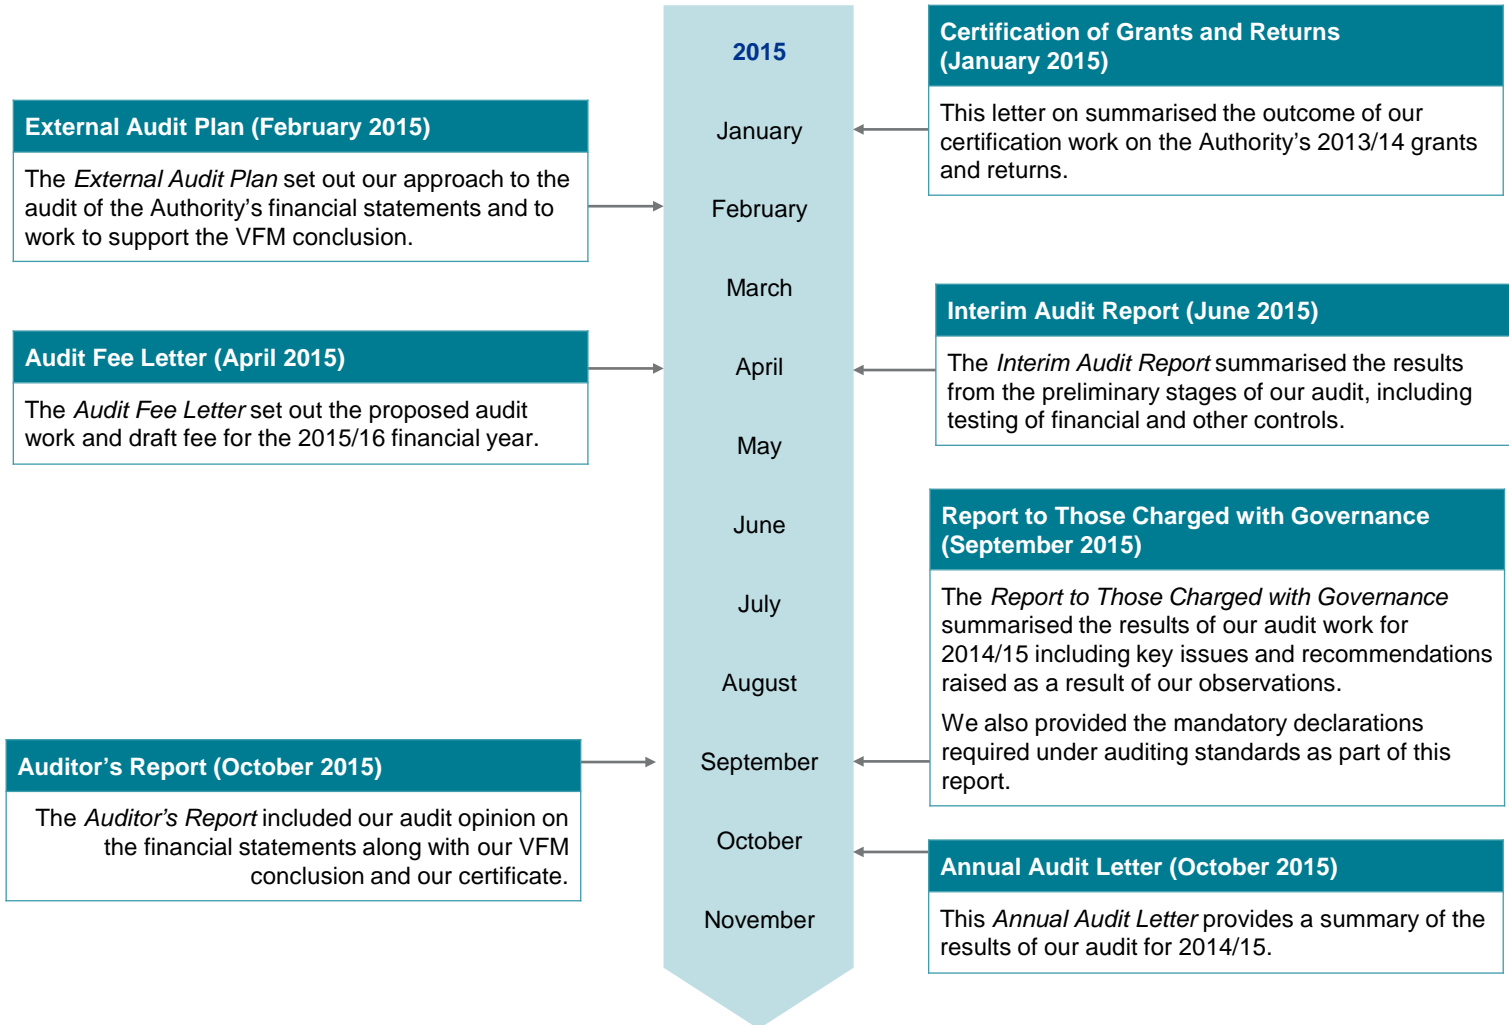 2015
January
February
March
April
May
June
July
August
September
October
November
External Audit Plan (February 2015)
The External Audit Plan set out our approach to the
audit of the Authority's financial statements and to
work to support the VFM conclusion.
Audit Fee Letter (April 2015)
The Audit Fee Letter set out the proposed audit
work and draft fee for the 2015/16 financial year.
Auditor's Report (October 2015)
The Auditor's Report included our audit opinion on
the financial statements along with our VFM
conclusion and our certificate.
Certification of Grants and Returns
(January 2015)
This letter on summarised the outcome of our
certification work on the Authority's 2013/14 grants
and returns.
Interim Audit Report (June 2015)
The Interim Audit Report summarised the results
from the preliminary stages of our audit, including
testing of financial and other controls.
Report to Those Charged with Governance
(September 2015)
The Report to Those Charged with Governance
summarised the results of our audit work for
2014/15 including key issues and recommendations
raised as a result of our observations.
We also provided the mandatory declarations
required under auditing standards as part of this
report.
Annual Audit Letter (October 2015)
This Annual Audit Letter provides a summary of the
results of our audit for 2014/15.